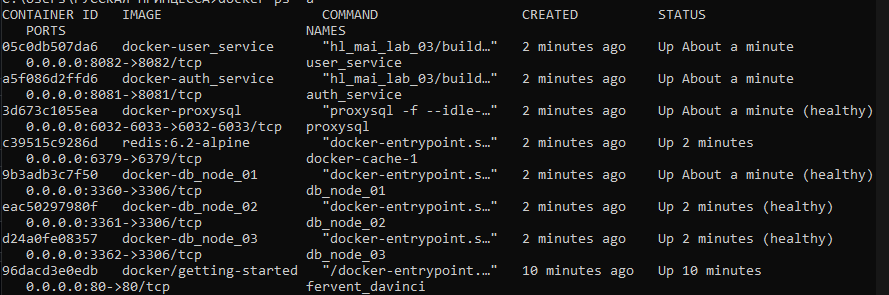 CONTAINER ID IMAGE COMMAND CREATED STATUS
PORTS NAMES
05c0db507da6 docker-user_service "hl_mai_lab_03/build…" 2 minutes ago Up About a minute
0.0.0.0:8082->8082/tcp user_service
a5f086d2ffd6 docker-auth_service "hl_mai_lab_03/build…" 2 minutes ago Up About a minute
0.0.0.0:8081->8081/tcp auth_service
3d673c1055ea docker-proxysql "proxysql -f --idle-…" 2 minutes ago Up About a minute (healthy)
0.0.0.0:6032-6033->6032-6033/tcp proxysql
c39515c9286d redis:6.2-alpine "docker-entrypoint.s…" 2 minutes ago Up 2 minutes
0.0.0.0:6379->6379/tcp docker-cache-1
9b3adb3c7f50 docker-db_node_01 "docker-entrypoint.s…" 2 minutes ago Up About a minute (healthy)
0.0.0.0:3360->3306/tcp db_node_01
eac50297980f docker-db_node_02 "docker-entrypoint.s…" 2 minutes ago Up 2 minutes (healthy)
0.0.0.0:3361->3306/tcp db_node_02
d24a0fe08357 docker-db_node_03 "docker-entrypoint.s…" 2 minutes ago Up 2 minutes (healthy)
0.0.0.0:3362->3306/tcp db_node_03
96dacd3e0edb docker/getting-started "/docker-entrypoint.…" 10 minutes ago Up 10 minutes
0.0.0.0:80->80/tcp fervent_davinci